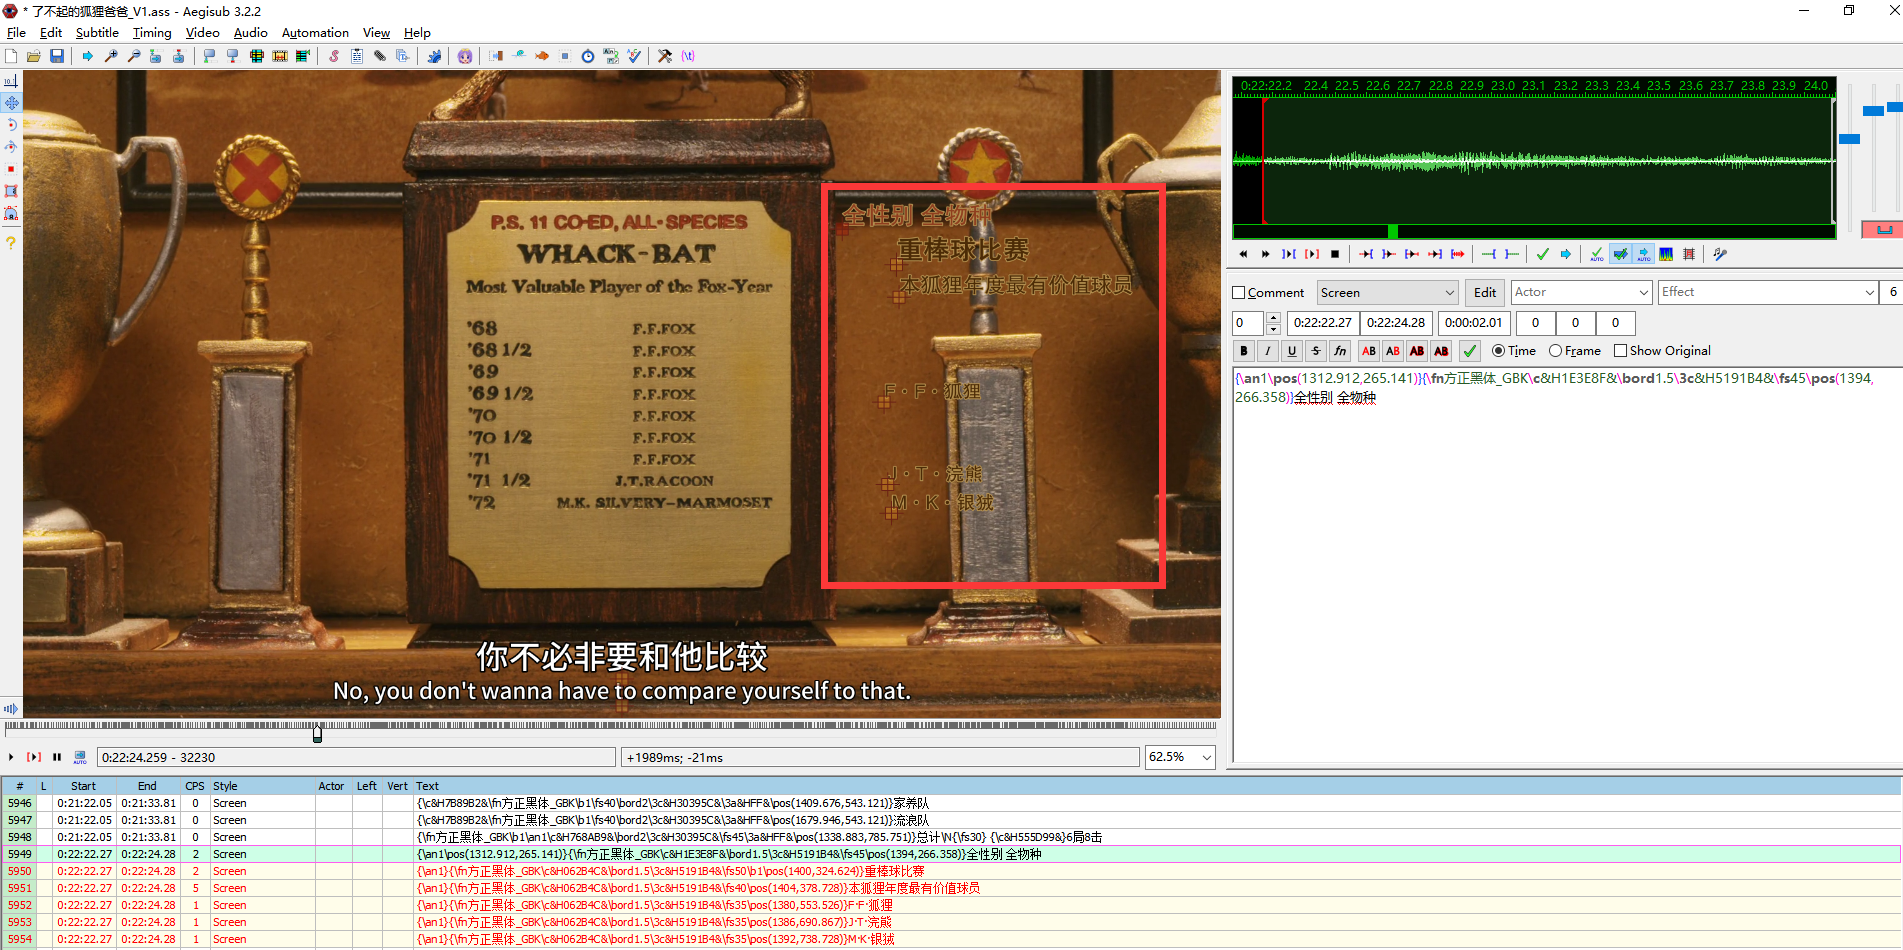 * 了不起的狐狸爸爸_V1.ass - Aegisub 3.2.2
File Edit Subtitle Timing Video Audio Automation View Help
P.S. 11 CO-ED, ALL-SPECIES
WHACK-BAT
Most Valuable Player of the Fox-Year
'68 F.F.FOX
'68 1/2 F.F.FOX
'69 F.F.FOX
'69 1/2 F.F.FOX
'70 F.F.FOX
'70 1/2 F.F.FOX
'71 F.F.FOX
'71 1/2 J.T.RACOON
'72 M.K. SILVERY-MARMOSET
全性别 全物种
重棒球比赛
本狐狸年度最有价值球员
F·F·狐狸
J·T·浣熊
M·K·银狨
你不必非要和他比较
No, you don't wanna have to compare yourself to that.
0:22:24.259 - 32230
+1989ms; -21ms
62.5%
0:22:22.2 22.4 22.5 22.6 22.7 22.8 22.9 23.0 23.1 23.2 23.3 23.4 23.5 23.6 23.7 23.8 23.9 24.0
Comment Screen Edit Actor Effect 6
0 0:22:22.27 0:22:24.28 0:00:02.01 0 0 0
B I U S fn AB AB AB AB Time Frame Show Original
{\an1\pos(1312.912,265.141)}{\fn方正黑体_GBK\c&H1E3E8F&\bord1.5\3c&H5191B4&\fs45\pos(1394,
266.358)}全性别 全物种
# L Start End CPS Style Actor Left Vert Text
5946 0:21:22.05 0:21:33.81 0 Screen {\c&H7B89B2&\fn方正黑体_GBK\b1\fs40\bord2\3c&H30395C&\3a&HFF&\pos(1409.676,543.121)}家养队
5947 0:21:22.05 0:21:33.81 0 Screen {\c&H7B89B2&\fn方正黑体_GBK\b1\fs40\bord2\3c&H30395C&\3a&HFF&\pos(1679.946,543.121)}流浪队
5948 0:21:22.05 0:21:33.81 0 Screen {\fn方正黑体_GBK\b1\an1\c&H768AB9&\bord2\3c&H30395C&\fs45\3a&HFF&\pos(1338.883,785.751)}总计\N{\fs30} {\c&H555D99&}6局8击
5949 0:22:22.27 0:22:24.28 2 Screen {\an1\pos(1312.912,265.141)}{\fn方正黑体_GBK\c&H1E3E8F&\bord1.5\3c&H5191B4&\fs45\pos(1394,266.358)}全性别 全物种
5950 0:22:22.27 0:22:24.28 2 Screen {\an1}{\fn方正黑体_GBK\c&H062B4C&\bord1.5\3c&H5191B4&\fs50\b1\pos(1400,324.624)}重棒球比赛
5951 0:22:22.27 0:22:24.28 5 Screen {\an1}{\fn方正黑体_GBK\c&H062B4C&\bord1.5\3c&H5191B4&\fs40\pos(1404,378.728)}本狐狸年度最有价值球员
5952 0:22:22.27 0:22:24.28 1 Screen {\an1}{\fn方正黑体_GBK\c&H062B4C&\bord1.5\3c&H5191B4&\fs35\pos(1380,553.526)}F·F·狐狸
5953 0:22:22.27 0:22:24.28 1 Screen {\an1}{\fn方正黑体_GBK\c&H062B4C&\bord1.5\3c&H5191B4&\fs35\pos(1386,690.867)}J·T·浣熊
5954 0:22:22.27 0:22:24.28 1 Screen {\an1}{\fn方正黑体_GBK\c&H062B4C&\bord1.5\3c&H5191B4&\fs35\pos(1392,738.728)}M·K·银狨